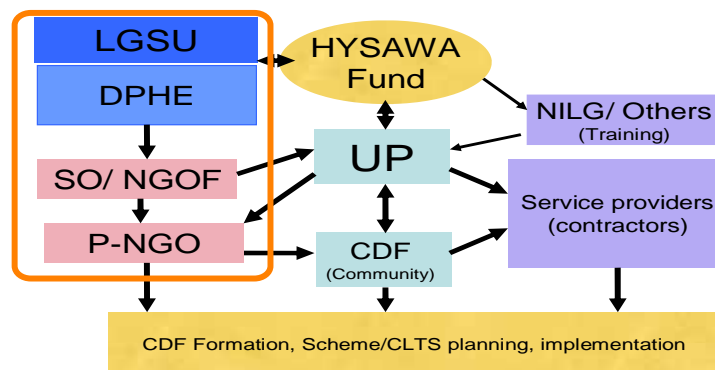 LGSU
HYSAWA
Fund
DPHE
NILG/ Others
(Training)
UP
SO/ NGOF
Service providers
(contractors)
P-NGO
CDF
(Community)
CDF Formation, Scheme/CLTS planning, implementation